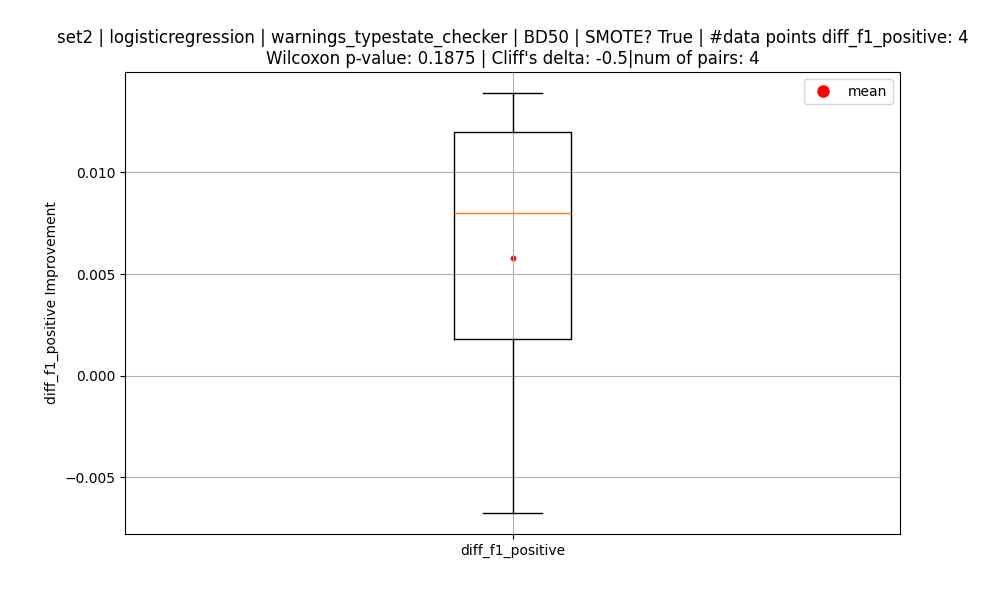 set2 | logisticregression | warnings_typestate_checker | BD50 | SMOTE? True | #data points diff_f1_positive: 4
Wilcoxon p-value: 0.1875 | Cliff's delta: -0.5|num of pairs: 4
mean
0.010
0.005
0.000
−0.005
diff_f1_positive Improvement
diff_f1_positive